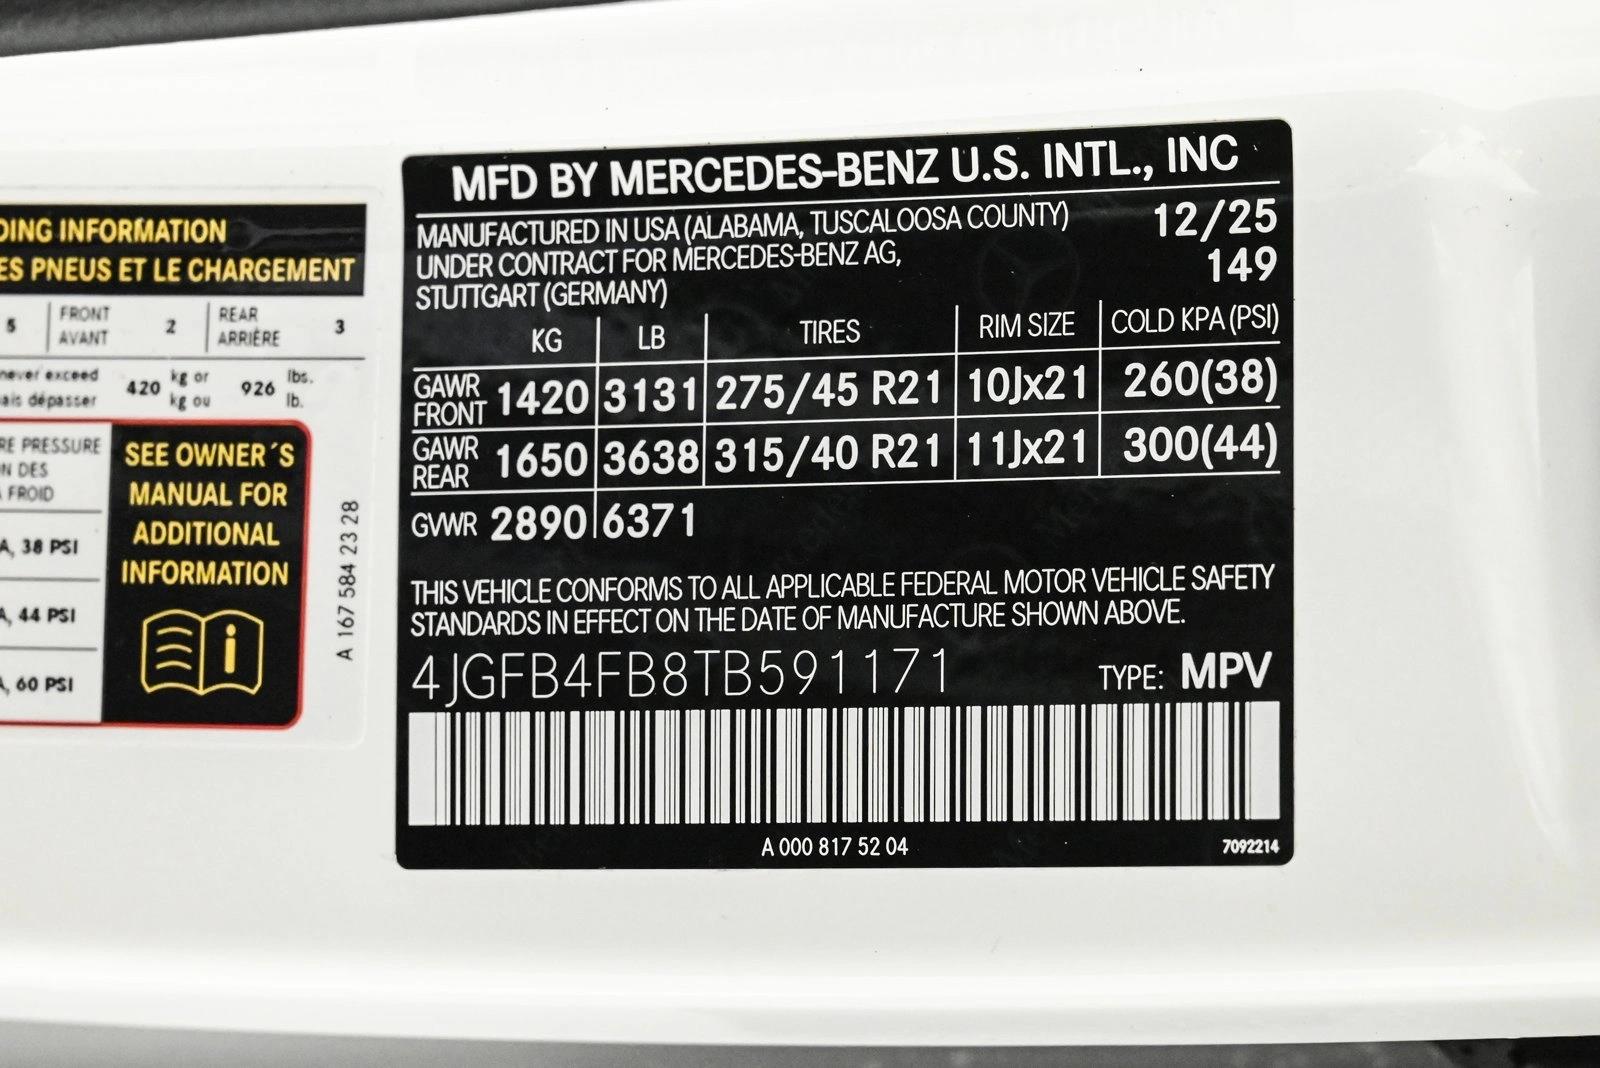 DING INFORMATION
ES PNEUS ET LE CHARGEMENT
5 FRONT AVANT 2 REAR ARRIÈRE 3
never exceed 420 kg or 926 lbs.
ais dépasser kg ou lb.
RE PRESSURE
N DES
À FROID
A, 38 PSI
A, 44 PSI
A, 60 PSI
SEE OWNER´S
MANUAL FOR
ADDITIONAL
INFORMATION
i
A 167 584 23 28
MFD BY MERCEDES-BENZ U.S. INTL., INC
MANUFACTURED IN USA (ALABAMA, TUSCALOOSA COUNTY) 12/25
UNDER CONTRACT FOR MERCEDES-BENZ AG, 149
STUTTGART (GERMANY)
KG LB TIRES RIM SIZE COLD KPA (PSI)
GAWR FRONT 1420 3131 275/45 R21 10Jx21 260(38)
GAWR REAR 1650 3638 315/40 R21 11Jx21 300(44)
GVWR 2890 6371
THIS VEHICLE CONFORMS TO ALL APPLICABLE FEDERAL MOTOR VEHICLE SAFETY
STANDARDS IN EFFECT ON THE DATE OF MANUFACTURE SHOWN ABOVE.
4JGFB4FB8TB591171 TYPE: MPV
A 000 817 52 04 7092214